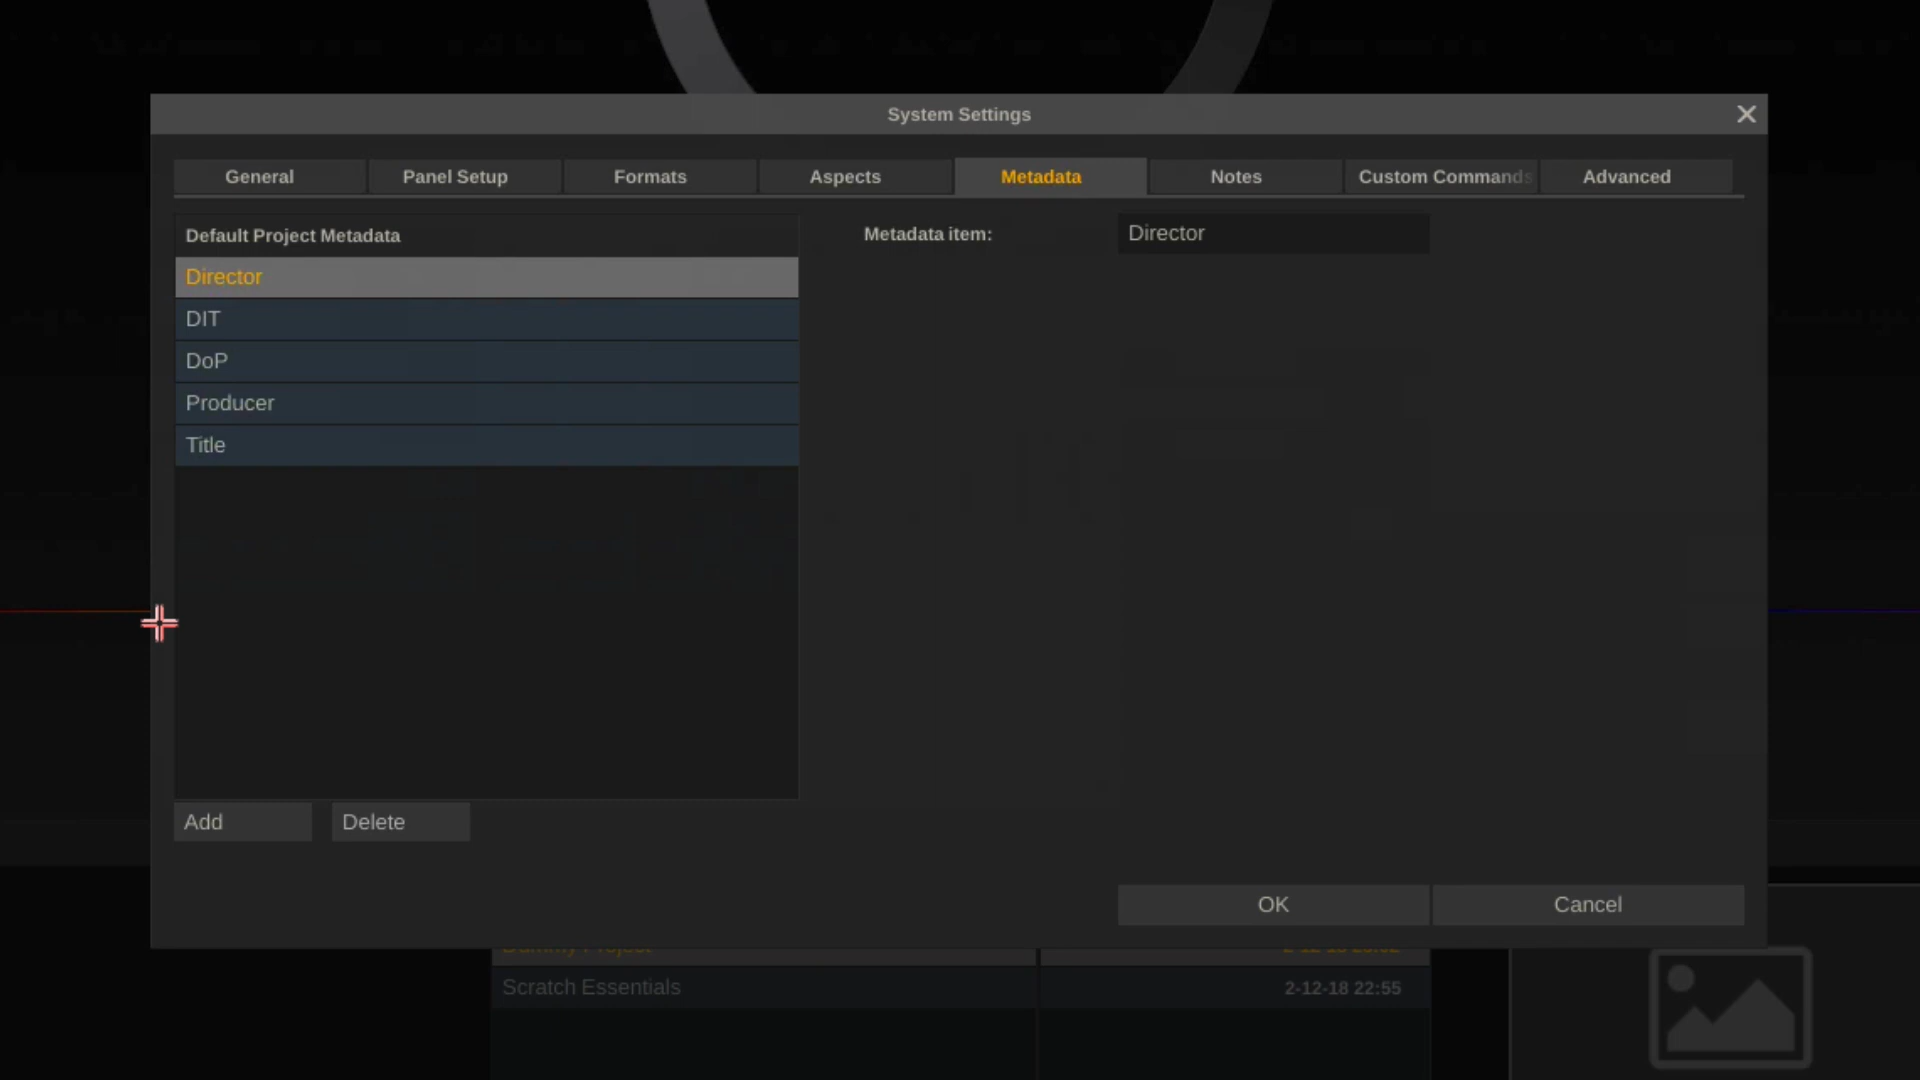 System Settings
General Panel Setup Formats Aspects Metadata Notes Custom Commands Advanced
Default Project Metadata
Metadata item: Director
Director
DIT
DoP
Producer
Title
Add Delete
OK Cancel
Scratch Essentials 2-12-18 22:55